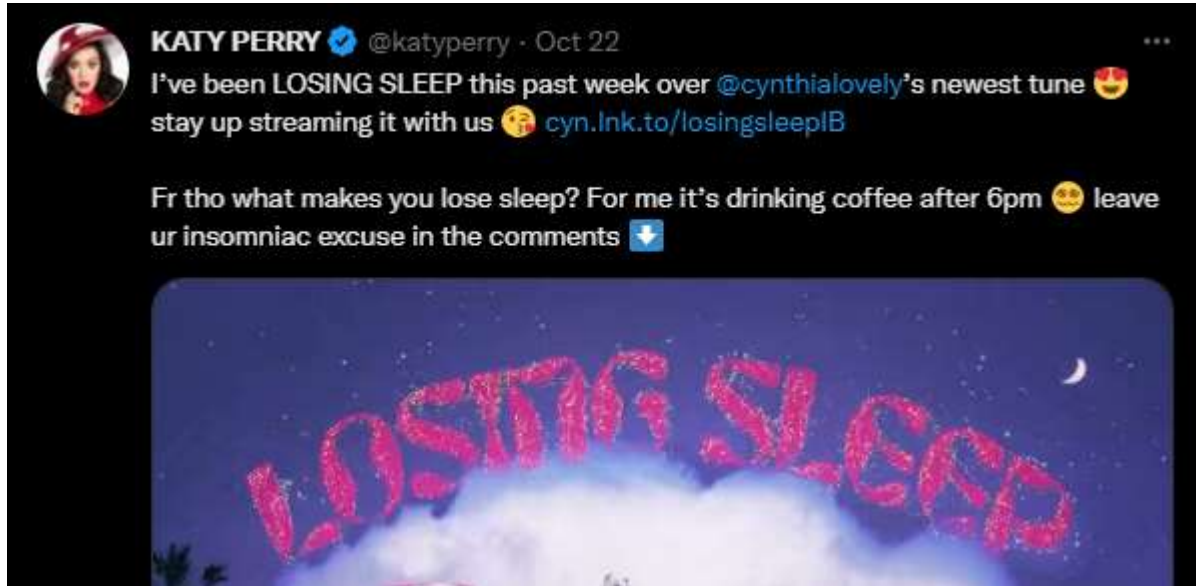 KATY PERRY @katyperry · Oct 22
I've been LOSING SLEEP this past week over @cynthialovely's newest tune 😍
stay up streaming it with us 😘 cyn.lnk.to/losingsleepIB
Fr tho what makes you lose sleep? For me it's drinking coffee after 6pm 😵‍💫 leave
ur insomniac excuse in the comments ⬇️
LOSING SLEEP